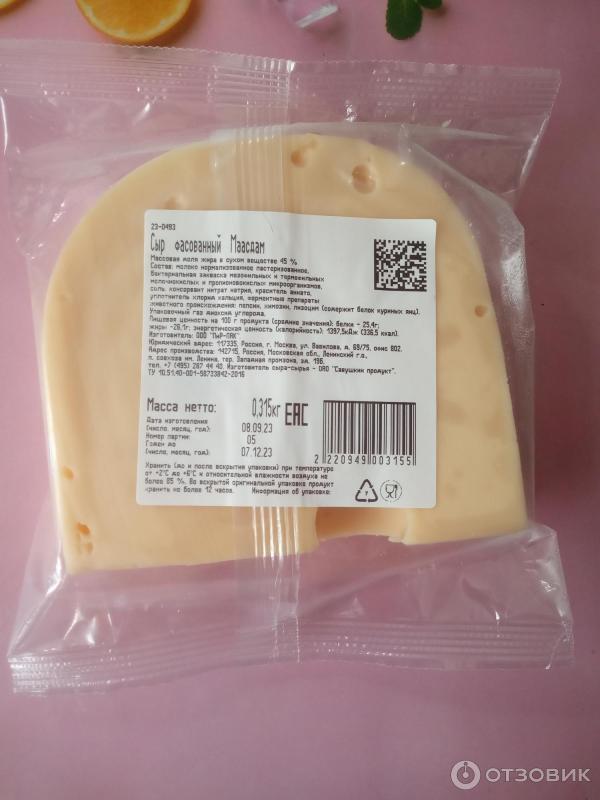 23-0493
Сыр фасованный Маасдам
Массовая доля жира в сухом веществе 45 %.
Состав: молоко нормализованное пастеризованное,
бактериальная закваска мезофильных и термофильных
молочнокислых и пропионовокислых микроорганизмов,
соль, консервант нитрат натрия, краситель аннато,
уплотнитель хлорид кальция, ферментные препараты
животного происхождения: пепсин, химозин, лизоцим (содержит белок куриных яиц).
Упаковочный газ диоксид углерода.
Пищевая ценность на 100 г продукта (средние значения): белки - 25,4г;
жиры -26,1г; энергетическая ценность (калорийность): 1397,5кДж (336,5 ккал).
Изготовитель: ООО "ПиР-ПАК"
Юридический адрес: 117335, Россия, г. Москва, ул. Вавилова, д. 69/75, офис 802.
Адрес производства: 142715, Россия, Московская обл., Ленинский г.о.,
п. совхоза им. Ленина, тер. Западная промзона, зд. 19б.
тел. +7 (495) 287 44 40. Изготовитель сыра-сырья - ОАО "Савушкин продукт".
ТУ 10.51.40-001-58733842-2016
Масса нетто: 0,315кг EAC
Дата изготовления
(число, месяц, год): 08.09.23
Номер партии: 05
Годен до
(число, месяц, год): 07.12.23
2 220949 003155
Хранить (до и после вскрытия упаковки) при температуре
от +2°C до +6°C и относительной влажности воздуха не
более 85 %. Во вскрытой оригинальной упаковке продукт
хранить не более 12 часов. Информация об упаковке:
7
ОТЗОВИК